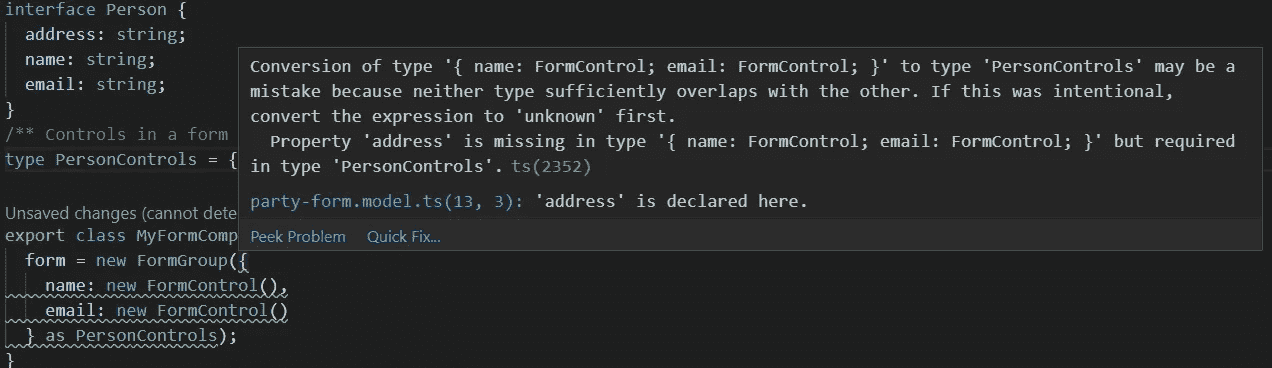 interface Person {
address: string;
name: string;
email: string;
}
/** Controls in a form
type PersonControls = {
Conversion of type '{ name: FormControl; email: FormControl; }' to type 'PersonControls' may be a
mistake because neither type sufficiently overlaps with the other. If this was intentional,
convert the expression to 'unknown' first.
Property 'address' is missing in type '{ name: FormControl; email: FormControl; }' but required
in type 'PersonControls'. ts(2352)
party-form.model.ts(13, 3): 'address' is declared here.
Peek Problem Quick Fix...
Unsaved changes (cannot dete
export class MyFormComp
form = new FormGroup({
name: new FormControl(),
email: new FormControl()
} as PersonControls);
}